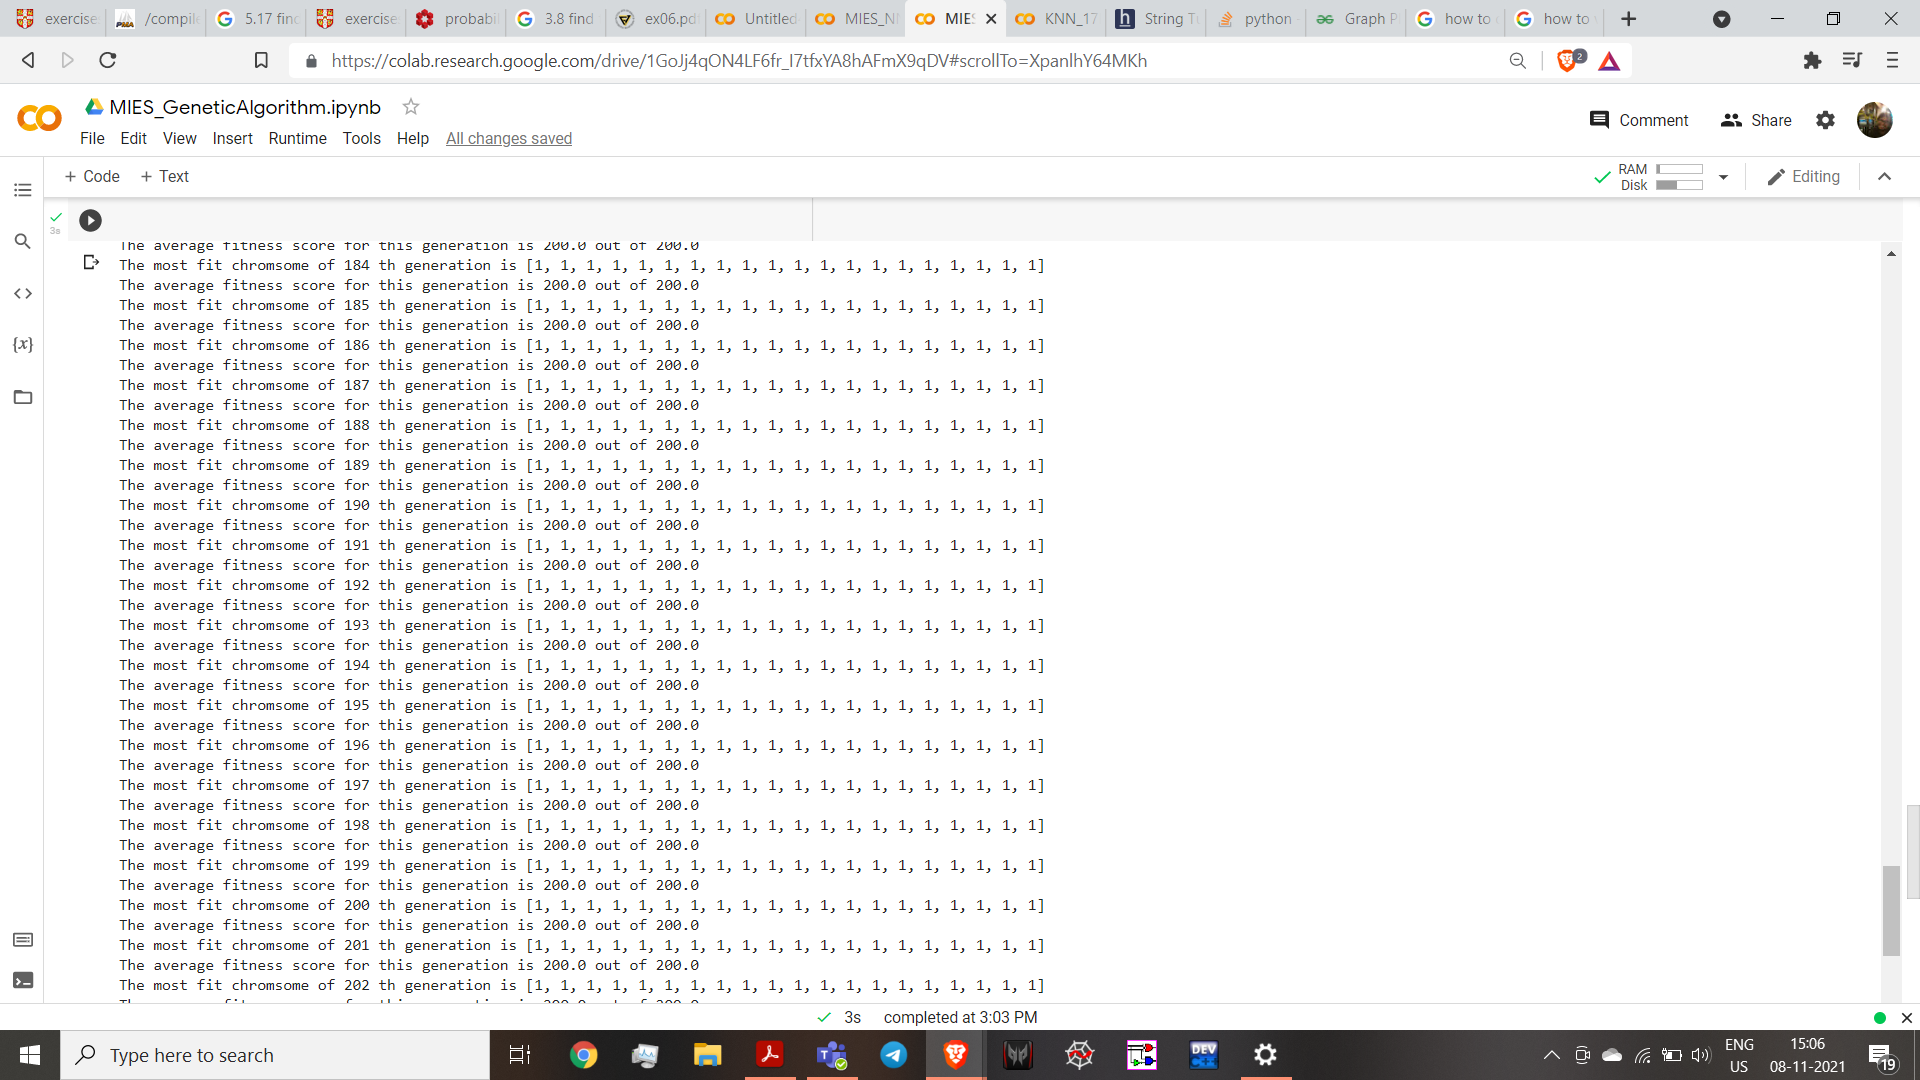 exercise
/compil
5.17 find
exercise
probabil
3.8 find
ex06.pdf
Untitled
MIES_N
MIES
KNN_17
String T
python
Graph P
how to
how to
https://colab.research.google.com/drive/1GoJj4qON4LF6fr_I7tfxYA8hAFmX9qDV#scrollTo=XpanlhY64MKh
2
MIES_GeneticAlgorithm.ipynb
Comment
Share
File Edit View Insert Runtime Tools Help All changes saved
+ Code + Text
RAM
Disk
Editing
3s
The average fitness score for this generation is 200.0 out of 200.0
The most fit chromsome of 184 th generation is [1, 1, 1, 1, 1, 1, 1, 1, 1, 1, 1, 1, 1, 1, 1, 1, 1, 1, 1, 1]
The average fitness score for this generation is 200.0 out of 200.0
The most fit chromsome of 185 th generation is [1, 1, 1, 1, 1, 1, 1, 1, 1, 1, 1, 1, 1, 1, 1, 1, 1, 1, 1, 1]
The average fitness score for this generation is 200.0 out of 200.0
The most fit chromsome of 186 th generation is [1, 1, 1, 1, 1, 1, 1, 1, 1, 1, 1, 1, 1, 1, 1, 1, 1, 1, 1, 1]
The average fitness score for this generation is 200.0 out of 200.0
The most fit chromsome of 187 th generation is [1, 1, 1, 1, 1, 1, 1, 1, 1, 1, 1, 1, 1, 1, 1, 1, 1, 1, 1, 1]
The average fitness score for this generation is 200.0 out of 200.0
The most fit chromsome of 188 th generation is [1, 1, 1, 1, 1, 1, 1, 1, 1, 1, 1, 1, 1, 1, 1, 1, 1, 1, 1, 1]
The average fitness score for this generation is 200.0 out of 200.0
The most fit chromsome of 189 th generation is [1, 1, 1, 1, 1, 1, 1, 1, 1, 1, 1, 1, 1, 1, 1, 1, 1, 1, 1, 1]
The average fitness score for this generation is 200.0 out of 200.0
The most fit chromsome of 190 th generation is [1, 1, 1, 1, 1, 1, 1, 1, 1, 1, 1, 1, 1, 1, 1, 1, 1, 1, 1, 1]
The average fitness score for this generation is 200.0 out of 200.0
The most fit chromsome of 191 th generation is [1, 1, 1, 1, 1, 1, 1, 1, 1, 1, 1, 1, 1, 1, 1, 1, 1, 1, 1, 1]
The average fitness score for this generation is 200.0 out of 200.0
The most fit chromsome of 192 th generation is [1, 1, 1, 1, 1, 1, 1, 1, 1, 1, 1, 1, 1, 1, 1, 1, 1, 1, 1, 1]
The average fitness score for this generation is 200.0 out of 200.0
The most fit chromsome of 193 th generation is [1, 1, 1, 1, 1, 1, 1, 1, 1, 1, 1, 1, 1, 1, 1, 1, 1, 1, 1, 1]
The average fitness score for this generation is 200.0 out of 200.0
The most fit chromsome of 194 th generation is [1, 1, 1, 1, 1, 1, 1, 1, 1, 1, 1, 1, 1, 1, 1, 1, 1, 1, 1, 1]
The average fitness score for this generation is 200.0 out of 200.0
The most fit chromsome of 195 th generation is [1, 1, 1, 1, 1, 1, 1, 1, 1, 1, 1, 1, 1, 1, 1, 1, 1, 1, 1, 1]
The average fitness score for this generation is 200.0 out of 200.0
The most fit chromsome of 196 th generation is [1, 1, 1, 1, 1, 1, 1, 1, 1, 1, 1, 1, 1, 1, 1, 1, 1, 1, 1, 1]
The average fitness score for this generation is 200.0 out of 200.0
The most fit chromsome of 197 th generation is [1, 1, 1, 1, 1, 1, 1, 1, 1, 1, 1, 1, 1, 1, 1, 1, 1, 1, 1, 1]
The average fitness score for this generation is 200.0 out of 200.0
The most fit chromsome of 198 th generation is [1, 1, 1, 1, 1, 1, 1, 1, 1, 1, 1, 1, 1, 1, 1, 1, 1, 1, 1, 1]
The average fitness score for this generation is 200.0 out of 200.0
The most fit chromsome of 199 th generation is [1, 1, 1, 1, 1, 1, 1, 1, 1, 1, 1, 1, 1, 1, 1, 1, 1, 1, 1, 1]
The average fitness score for this generation is 200.0 out of 200.0
The most fit chromsome of 200 th generation is [1, 1, 1, 1, 1, 1, 1, 1, 1, 1, 1, 1, 1, 1, 1, 1, 1, 1, 1, 1]
The average fitness score for this generation is 200.0 out of 200.0
The most fit chromsome of 201 th generation is [1, 1, 1, 1, 1, 1, 1, 1, 1, 1, 1, 1, 1, 1, 1, 1, 1, 1, 1, 1]
The average fitness score for this generation is 200.0 out of 200.0
The most fit chromsome of 202 th generation is [1, 1, 1, 1, 1, 1, 1, 1, 1, 1, 1, 1, 1, 1, 1, 1, 1, 1, 1, 1]
3s completed at 3:03 PM
Type here to search
DEV
C++
ENG
US
15:06
08-11-2021
19